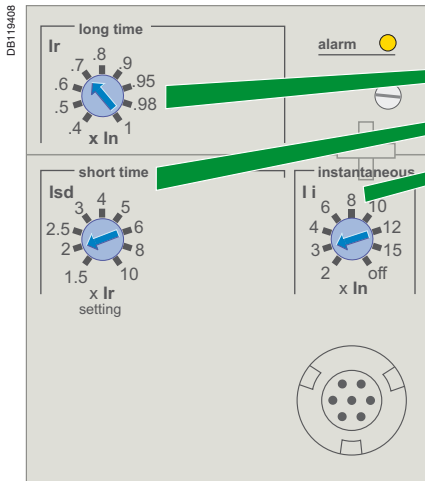 DB119408
long time
Ir
.4 .5 .6 .7 .8 .9 .95 .98 1
x In
alarm
short time
Isd
1.5 2 2.5 3 4 5 6 8 10
x Ir
setting
instantaneous
I i
2 3 4 6 8 10 12 15 off
x In